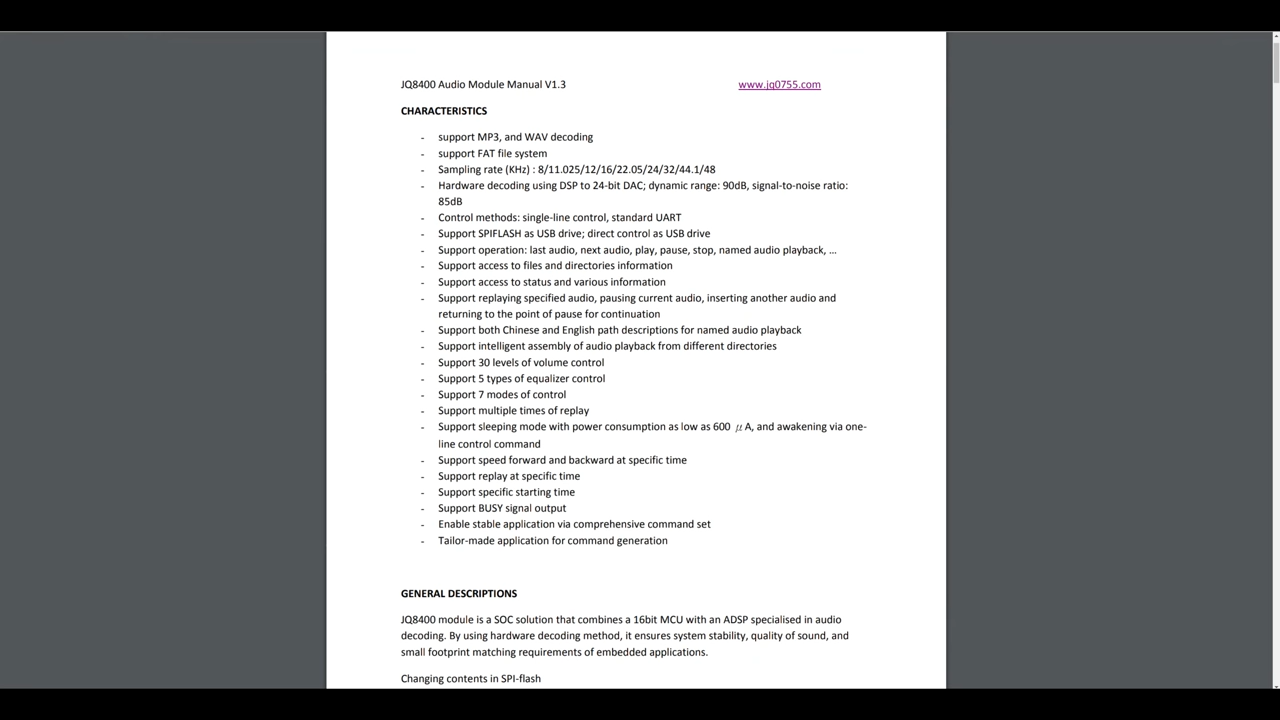 JQ8400 Audio Module Manual V1.3 www.jq0755.com
CHARACTERISTICS
- support MP3, and WAV decoding
- support FAT file system
- Sampling rate (KHz) : 8/11.025/12/16/22.05/24/32/44.1/48
- Hardware decoding using DSP to 24-bit DAC; dynamic range: 90dB, signal-to-noise ratio:
85dB
- Control methods: single-line control, standard UART
- Support SPIFLASH as USB drive; direct control as USB drive
- Support operation: last audio, next audio, play, pause, stop, named audio playback, ...
- Support access to files and directories information
- Support access to status and various information
- Support replaying specified audio, pausing current audio, inserting another audio and
returning to the point of pause for continuation
- Support both Chinese and English path descriptions for named audio playback
- Support intelligent assembly of audio playback from different directories
- Support 30 levels of volume control
- Support 5 types of equalizer control
- Support 7 modes of control
- Support multiple times of replay
- Support sleeping mode with power consumption as low as 600 μA, and awakening via one-
line control command
- Support speed forward and backward at specific time
- Support replay at specific time
- Support specific starting time
- Support BUSY signal output
- Enable stable application via comprehensive command set
- Tailor-made application for command generation
GENERAL DESCRIPTIONS
JQ8400 module is a SOC solution that combines a 16bit MCU with an ADSP specialised in audio
decoding. By using hardware decoding method, it ensures system stability, quality of sound, and
small footprint matching requirements of embedded applications.
Changing contents in SPI-flash